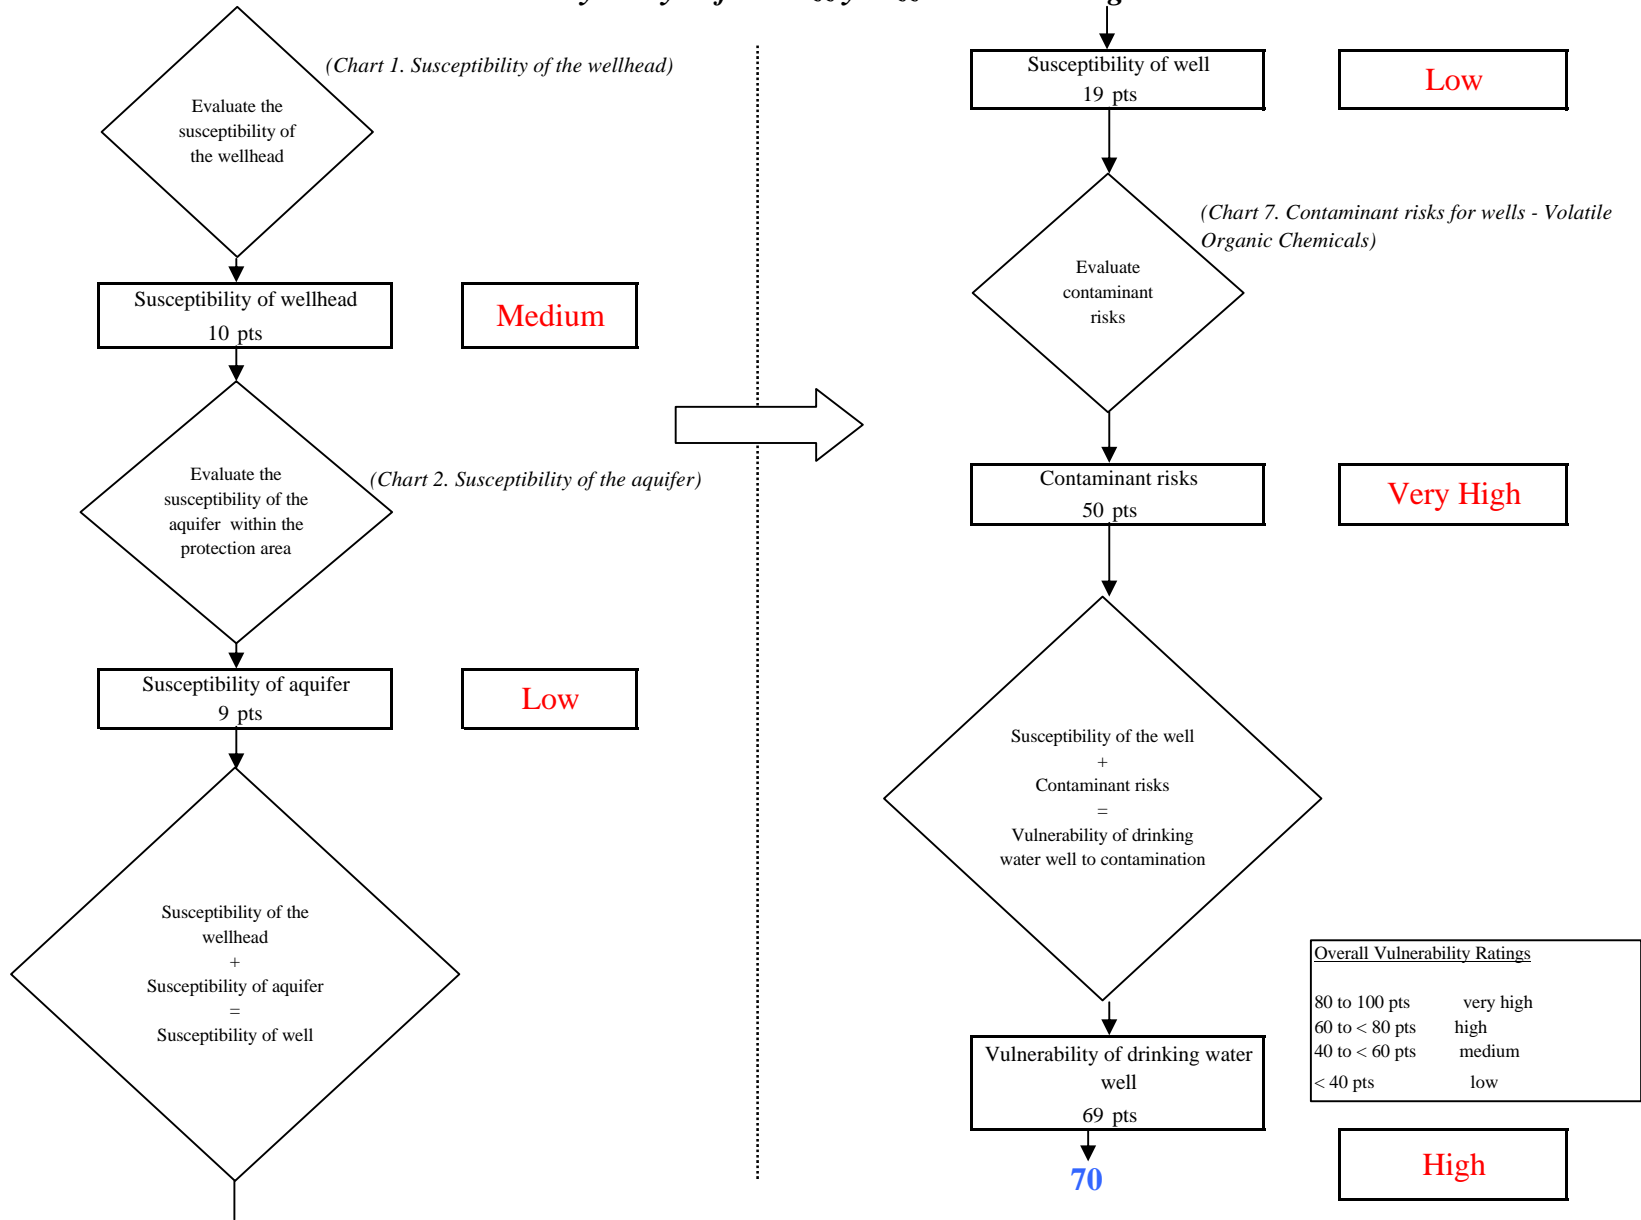 (Chart 1. Susceptibility of the wellhead)
Evaluate the
susceptibility of
the wellhead
Susceptibility of wellhead
10 pts
Medium
Evaluate the
susceptibility of the
aquifer within the
protection area
(Chart 2. Susceptibility of the aquifer)
Susceptibility of aquifer
9 pts
Low
Susceptibility of the
wellhead
+
Susceptibility of aquifer
=
Susceptibility of well
Susceptibility of well
19 pts
Low
(Chart 7. Contaminant risks for wells - Volatile
Organic Chemicals)
Evaluate
contaminant
risks
Contaminant risks
50 pts
Very High
Susceptibility of the well
+
Contaminant risks
=
Vulnerability of drinking
water well to contamination
Overall Vulnerability Ratings
80 to 100 pts very high
60 to < 80 pts high
40 to < 60 pts medium
< 40 pts low
Vulnerability of drinking water
well
69 pts
70
High